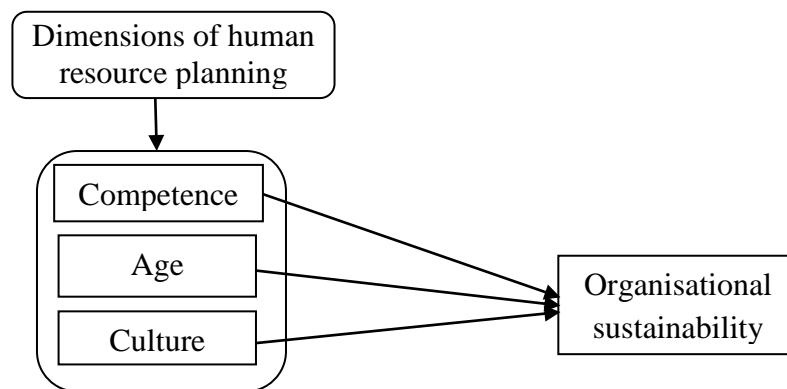 Dimensions of human
resource planning
Competence
Age
Culture
Organisational
sustainability